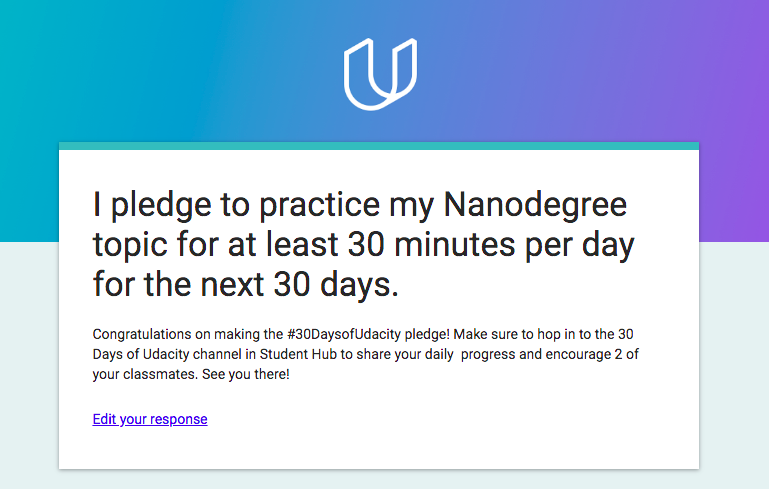 I pledge to practice my Nanodegree
topic for at least 30 minutes per day
for the next 30 days.
Congratulations on making the #30DaysofUdacity pledge! Make sure to hop in to the 30
Days of Udacity channel in Student Hub to share your daily  progress and encourage 2 of
your classmates. See you there!
Edit your response